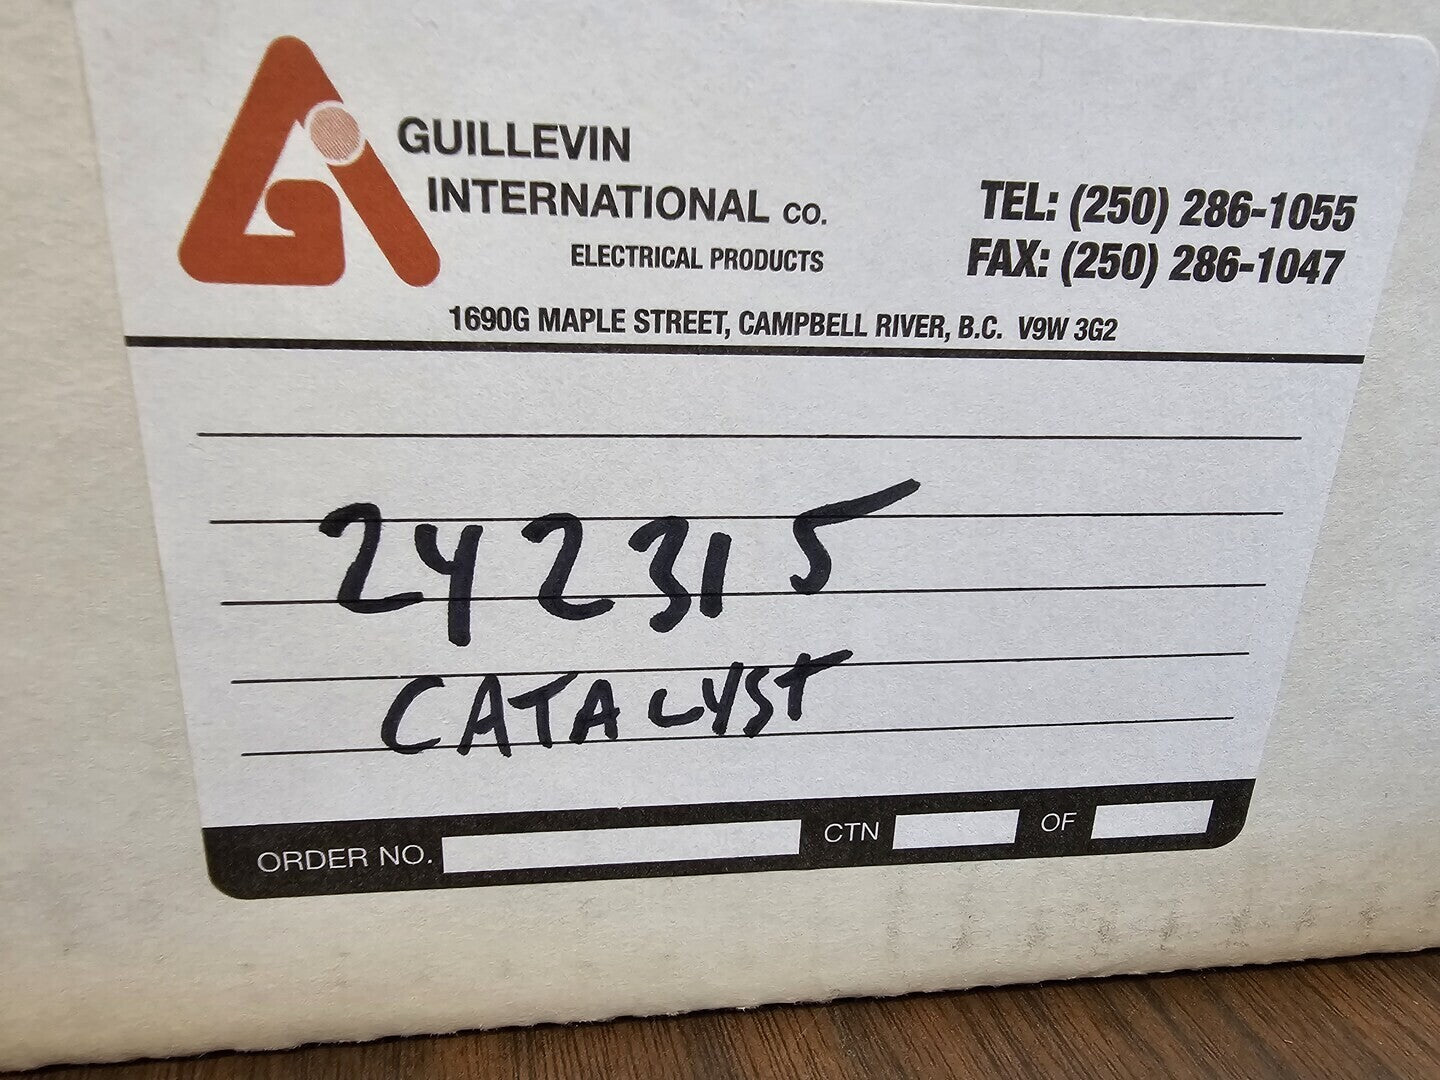 GUILLEVIN
INTERNATIONAL CO.
ELECTRICAL PRODUCTS
TEL: (250) 286-1055
FAX: (250) 286-1047
1690G MAPLE STREET, CAMPBELL RIVER, B.C. V9W 3G2
242315
CATALYST
ORDER NO. CTN OF